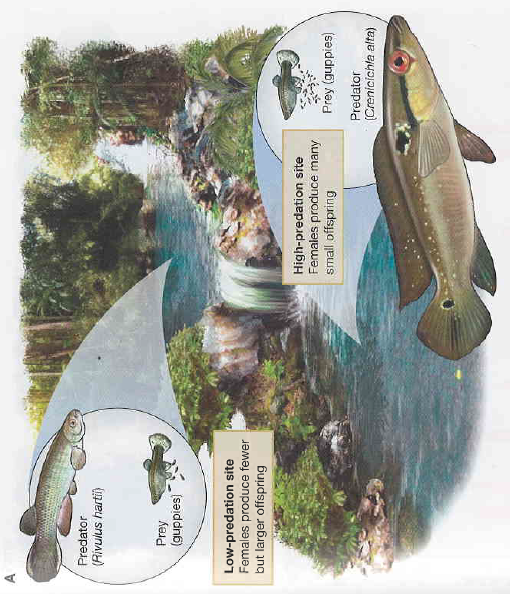 A
Predator
(Rivulus hartii)
Prey
(guppies)
Low-predation site
Females produce fewer
but larger offspring
High-predation site
Females produce many
small offspring
Prey (guppies)
Predator
(Crenicichla alta)